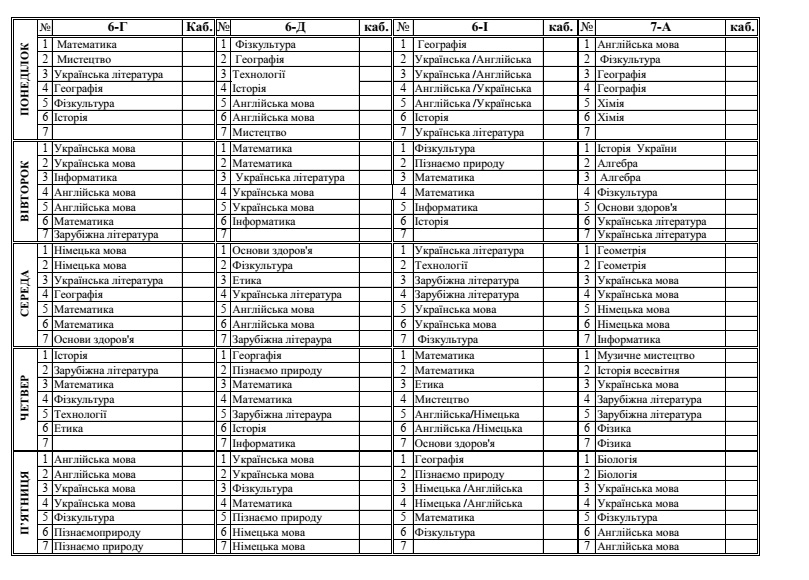 № 6-Г Каб. № 6-Д каб. № 6-І каб. № 7-А каб.
ПОНЕДІЛОК
1 Математика 1 Фізкультура 1 Географія 1 Англійська мова
2 Мистецтво 2 Географія 2 Українська /Англійська 2 Фізкультура
3 Українська література 3 Технології 3 Українська /Англійська 3 Географія
4 Географія 4 Історія 4 Англійська /Українська 4 Географія
5 Фізкультура 5 Англійська мова 5 Англійська /Українська 5 Хімія
6 Історія 6 Англійська мова 6 Історія 6 Хімія
7 7 Мистецтво 7 Українська література 7
ВІВТОРОК
1 Українська мова 1 Математика 1 Фізкультура 1 Історія України
2 Українська мова 2 Математика 2 Пізнаємо природу 2 Алгебра
3 Інформатика 3 Українська література 3 Математика 3 Алгебра
4 Англійська мова 4 Українська мова 4 Математика 4 Фізкультура
5 Англійська мова 5 Українська мова 5 Інформатика 5 Основи здоров'я
6 Математика 6 Інформатика 6 Історія 6 Українська література
7 Зарубіжна література 7 7 7 Українська література
СЕРЕДА
1 Німецька мова 1 Основи здоров'я 1 Українська література 1 Геометрія
2 Німецька мова 2 Фізкультура 2 Технології 2 Геометрія
3 Українська література 3 Етика 3 Зарубіжна література 3 Українська мова
4 Географія 4 Українська література 4 Зарубіжна література 4 Українська мова
5 Математика 5 Англійська мова 5 Українська мова 5 Німецька мова
6 Математика 6 Англійська мова 6 Українська мова 6 Німецька мова
7 Основи здоров'я 7 Зарубіжна літераура 7 Фізкультура 7 Інформатика
ЧЕТВЕР
1 Історія 1 Георгафія 1 Математика 1 Музичне мистецтво
2 Зарубіжна література 2 Пізнаємо природу 2 Математика 2 Історія всесвітня
3 Математика 3 Математика 3 Етика 3 Українська мова
4 Фізкультура 4 Математика 4 Мистецтво 4 Зарубіжна література
5 Технології 5 Зарубіжна літераура 5 Англійська/Німецька 5 Зарубіжна література
6 Етика 6 Історія 6 Англійська /Німецька 6 Фізика
7 7 Інформатика 7 Основи здоров'я 7 Фізика
П'ЯТНИЦЯ
1 Англійська мова 1 Українська мова 1 Географія 1 Біологія
2 Англійська мова 2 Українська мова 2 Пізнаємо природу 2 Біологія
3 Українська мова 3 Фізкультура 3 Німецька /Англійська 3 Українська мова
4 Українська мова 4 Математика 4 Німецька /Англійська 4 Українська мова
5 Фізкультура 5 Пізнаємо природу 5 Математика 5 Фізкультура
6 Пізнаємоприроду 6 Німецька мова 6 Фізкультура 6 Англійська мова
7 Пізнаємо природу 7 Німецька мова 7 7 Англійська мова